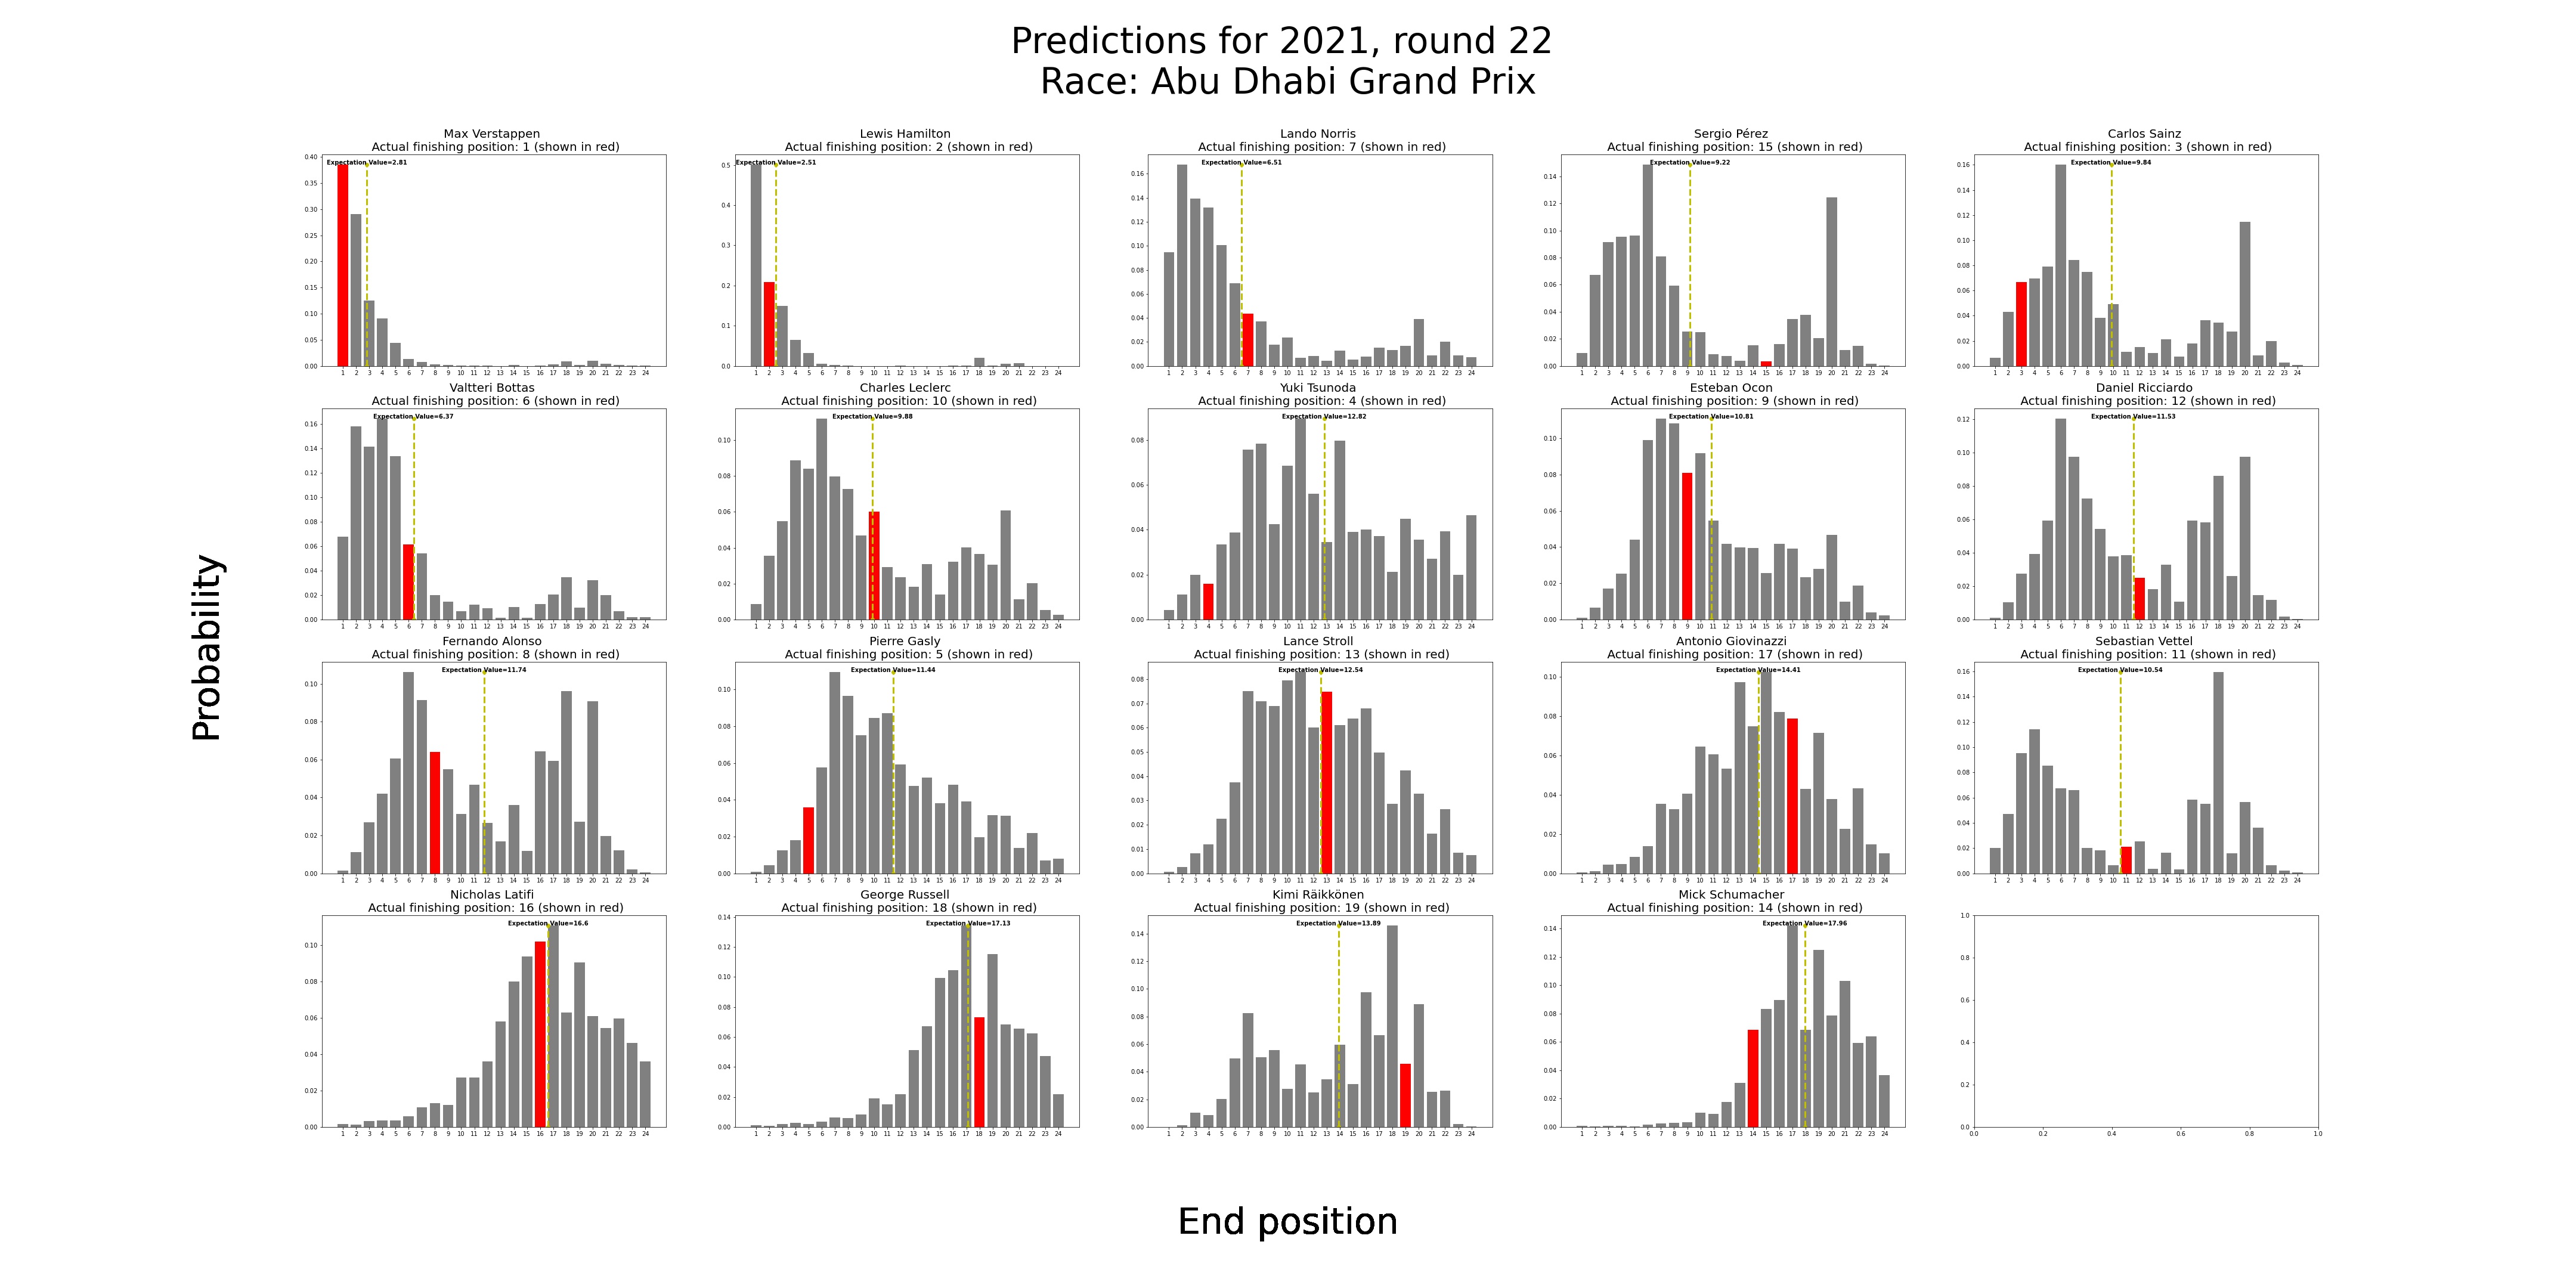 Predictions for 2021, round 22
Race: Abu Dhabi Grand Prix
Max Verstappen
Actual finishing position: 1 (shown in red)
Expectation Value=2.81
Lewis Hamilton
Actual finishing position: 2 (shown in red)
Expectation Value=2.51
Lando Norris
Actual finishing position: 7 (shown in red)
Expectation Value=6.51
Sergio Pérez
Actual finishing position: 15 (shown in red)
Expectation Value=9.22
Carlos Sainz
Actual finishing position: 3 (shown in red)
Expectation Value=9.84
Valtteri Bottas
Actual finishing position: 6 (shown in red)
Expectation Value=6.37
Charles Leclerc
Actual finishing position: 10 (shown in red)
Expectation Value=9.88
Yuki Tsunoda
Actual finishing position: 4 (shown in red)
Expectation Value=12.82
Esteban Ocon
Actual finishing position: 9 (shown in red)
Expectation Value=10.81
Daniel Ricciardo
Actual finishing position: 12 (shown in red)
Expectation Value=11.53
Fernando Alonso
Actual finishing position: 8 (shown in red)
Expectation Value=11.74
Pierre Gasly
Actual finishing position: 5 (shown in red)
Expectation Value=11.44
Lance Stroll
Actual finishing position: 13 (shown in red)
Expectation Value=12.54
Antonio Giovinazzi
Actual finishing position: 17 (shown in red)
Expectation Value=14.41
Sebastian Vettel
Actual finishing position: 11 (shown in red)
Expectation Value=10.54
Nicholas Latifi
Actual finishing position: 16 (shown in red)
Expectation Value=16.6
George Russell
Actual finishing position: 18 (shown in red)
Expectation Value=17.13
Kimi Räikkönen
Actual finishing position: 19 (shown in red)
Expectation Value=13.89
Mick Schumacher
Actual finishing position: 14 (shown in red)
Expectation Value=17.96
Probability
End position